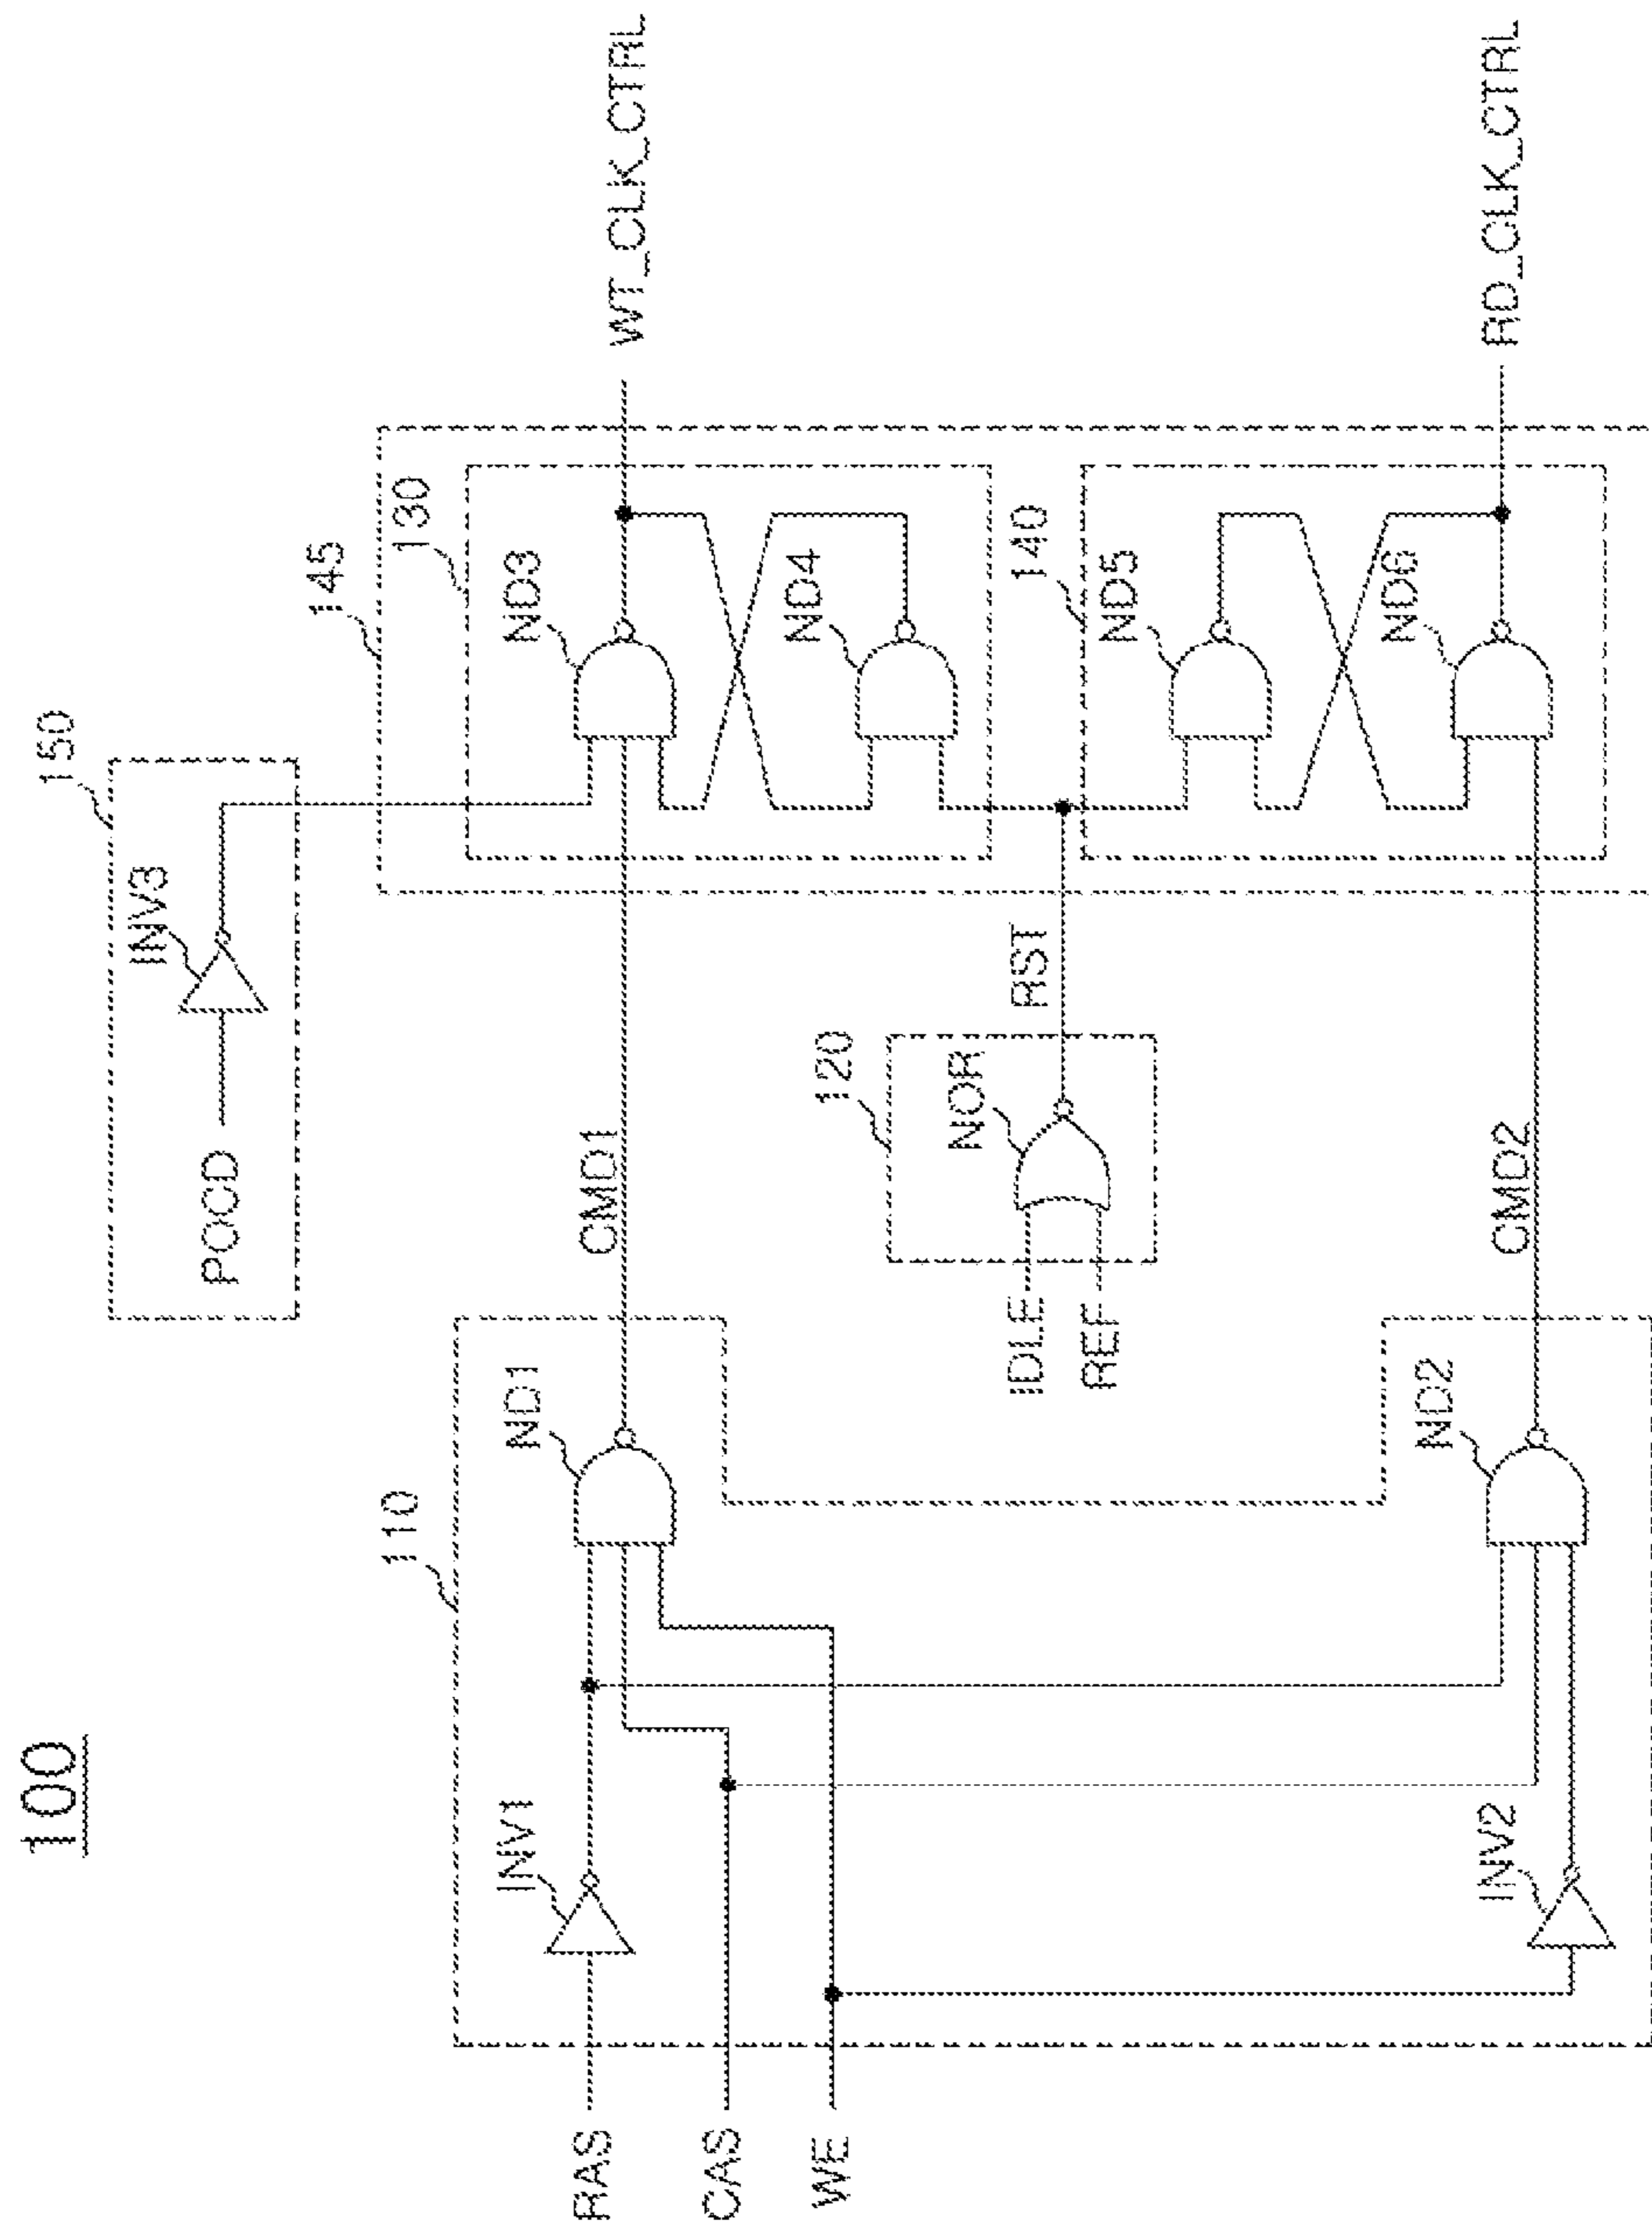 100
150
INV3
POCD
145
130
ND3
ND4
WT_CLK_CTRL
110
INV1
ND1
CMD1
RAS
CAS
WE
120
NOR
IDLE
REF
RST
140
ND5
ND6
RD_CLK_CTRL
INV2
ND2
CMD2